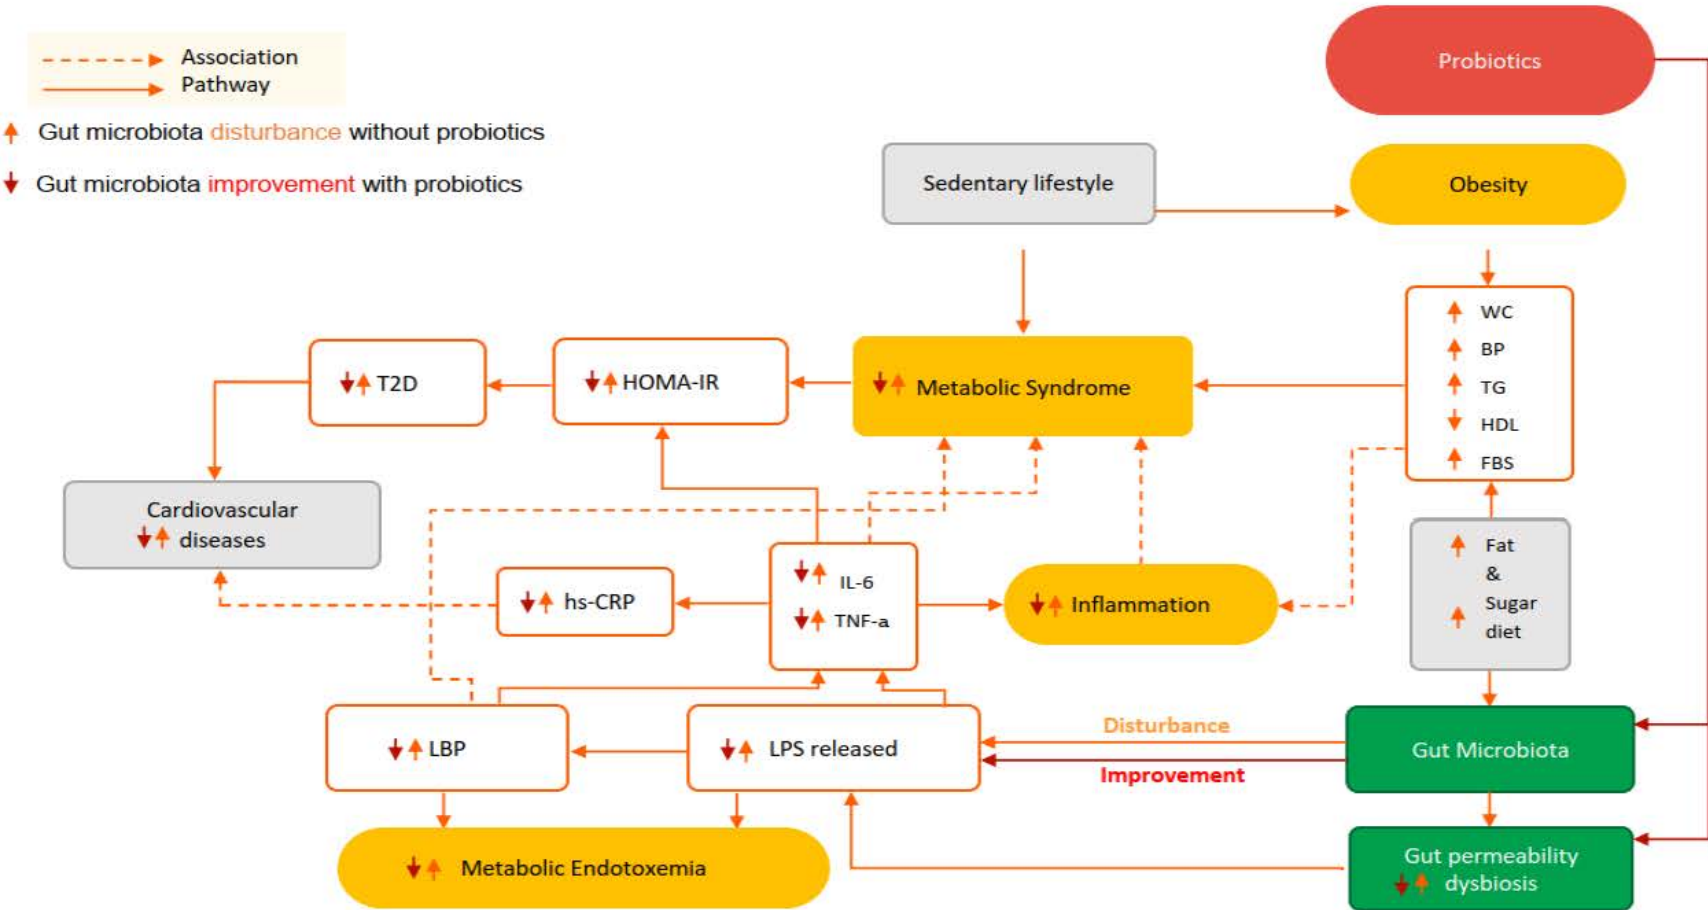 Association
Pathway
Gut microbiota disturbance without probiotics
Gut microbiota improvement with probiotics
Probiotics
Sedentary lifestyle
Obesity
WC
BP
TG
HDL
FBS
T2D
HOMA-IR
Metabolic Syndrome
Cardiovascular
diseases
hs-CRP
IL-6
TNF-a
Inflammation
Fat
&
Sugar
diet
LBP
LPS released
Disturbance
Improvement
Gut Microbiota
Metabolic Endotoxemia
Gut permeability
dysbiosis